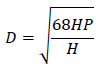 D = √(68HP/H)